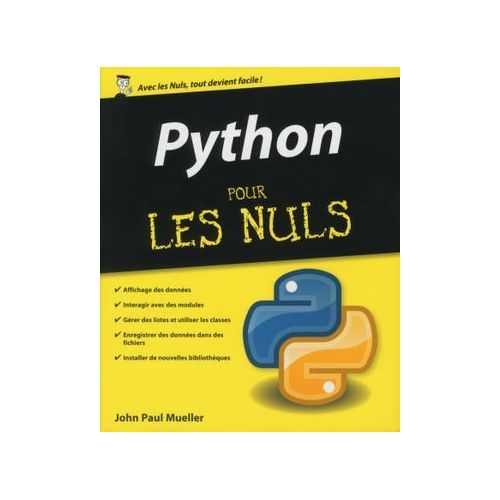 Avec les Nuls, tout devient facile !
Python
POUR
LES NULS
✓ Affichage des données
✓ Interagir avec des modules
✓ Gérer des listes et utiliser les classes
✓ Enregistrer des données dans des
fichiers
✓ Installer de nouvelles bibliothèques
John Paul Mueller